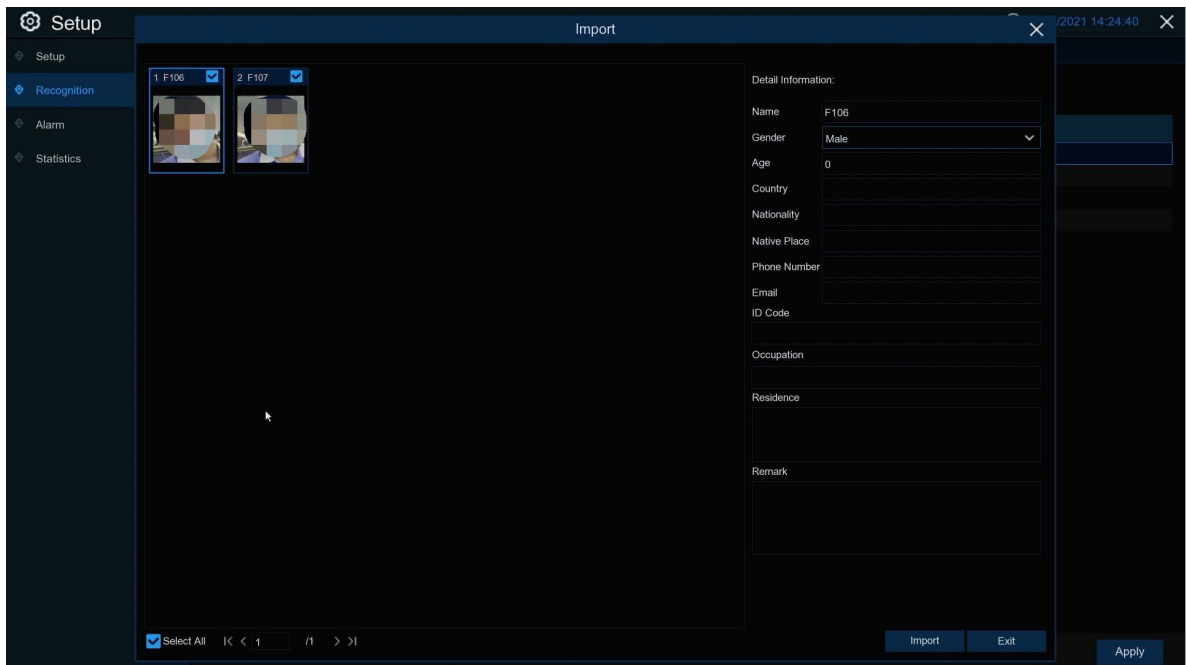 Setup
Import
/2021 14:24:40
Setup
Recognition
Alarm
Statistics
1 F106
2 F107
Detail Information:
Name F106
Gender Male
Age 0
Country
Nationality
Native Place
Phone Number
Email
ID Code
Occupation
Residence
Remark
Select All
1 /1
Import
Exit
Apply